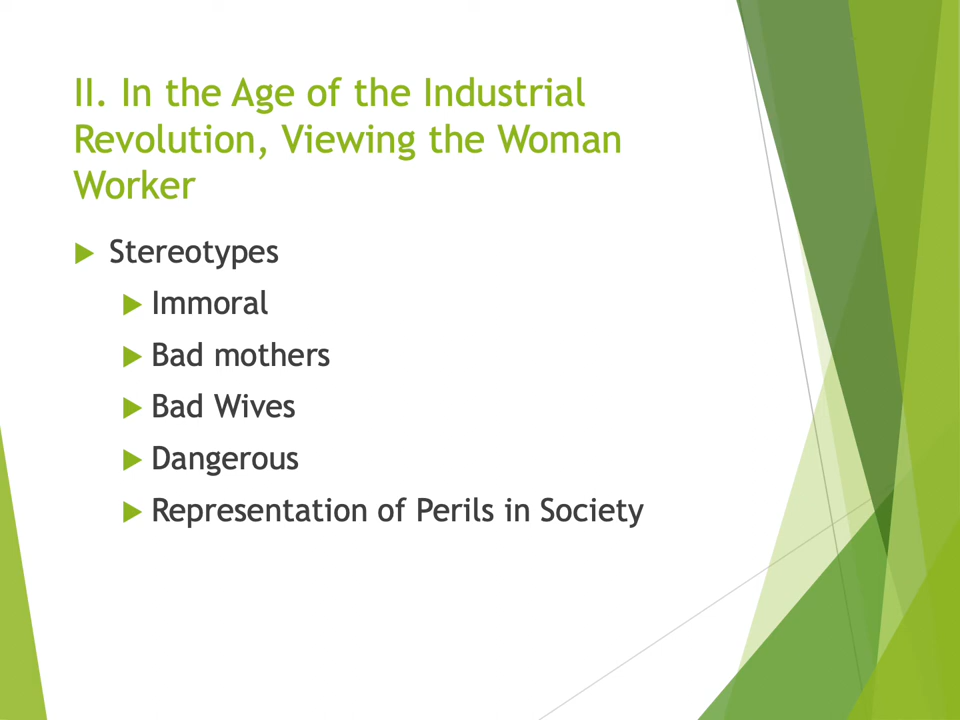 II. In the Age of the Industrial
Revolution, Viewing the Woman
Worker
Stereotypes
Immoral
Bad mothers
Bad Wives
Dangerous
Representation of Perils in Society